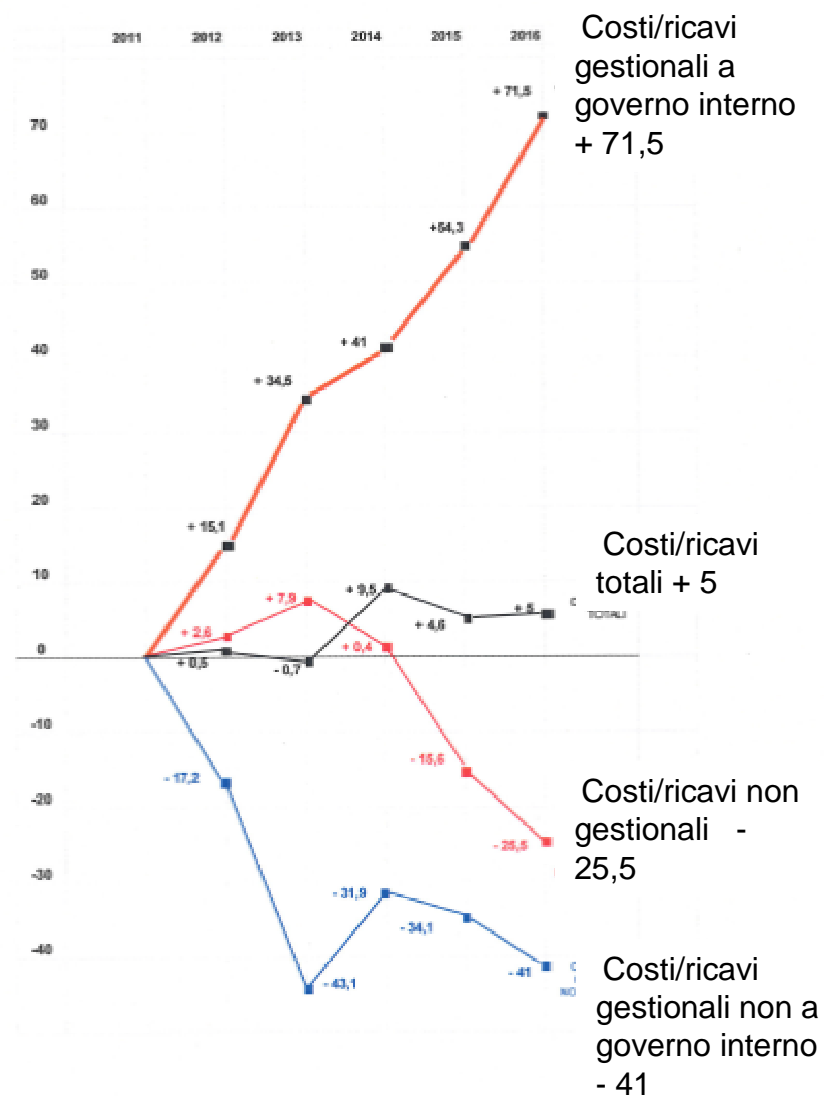 2011 2012 2013 2014 2015 2016
Costi/ricavi
gestionali a
governo interno
+ 71,5
+ 71,5
70
60
+54,3
50
40
+ 41
+ 34,5
30
20
+ 15,1
Costi/ricavi
totali + 5
10
+ 9,5
+ 7,9
+ 5
TOTALI
+ 4,6
+ 2,6
+ 0,4
0
+ 0,5
- 0,7
-10
- 15,6
- 17,2
-20
Costi/ricavi non
gestionali -
25,5
- 25,5
-30
- 31,9
- 34,1
-40
- 41
- 43,1
Costi/ricavi
gestionali non a
governo interno
- 41